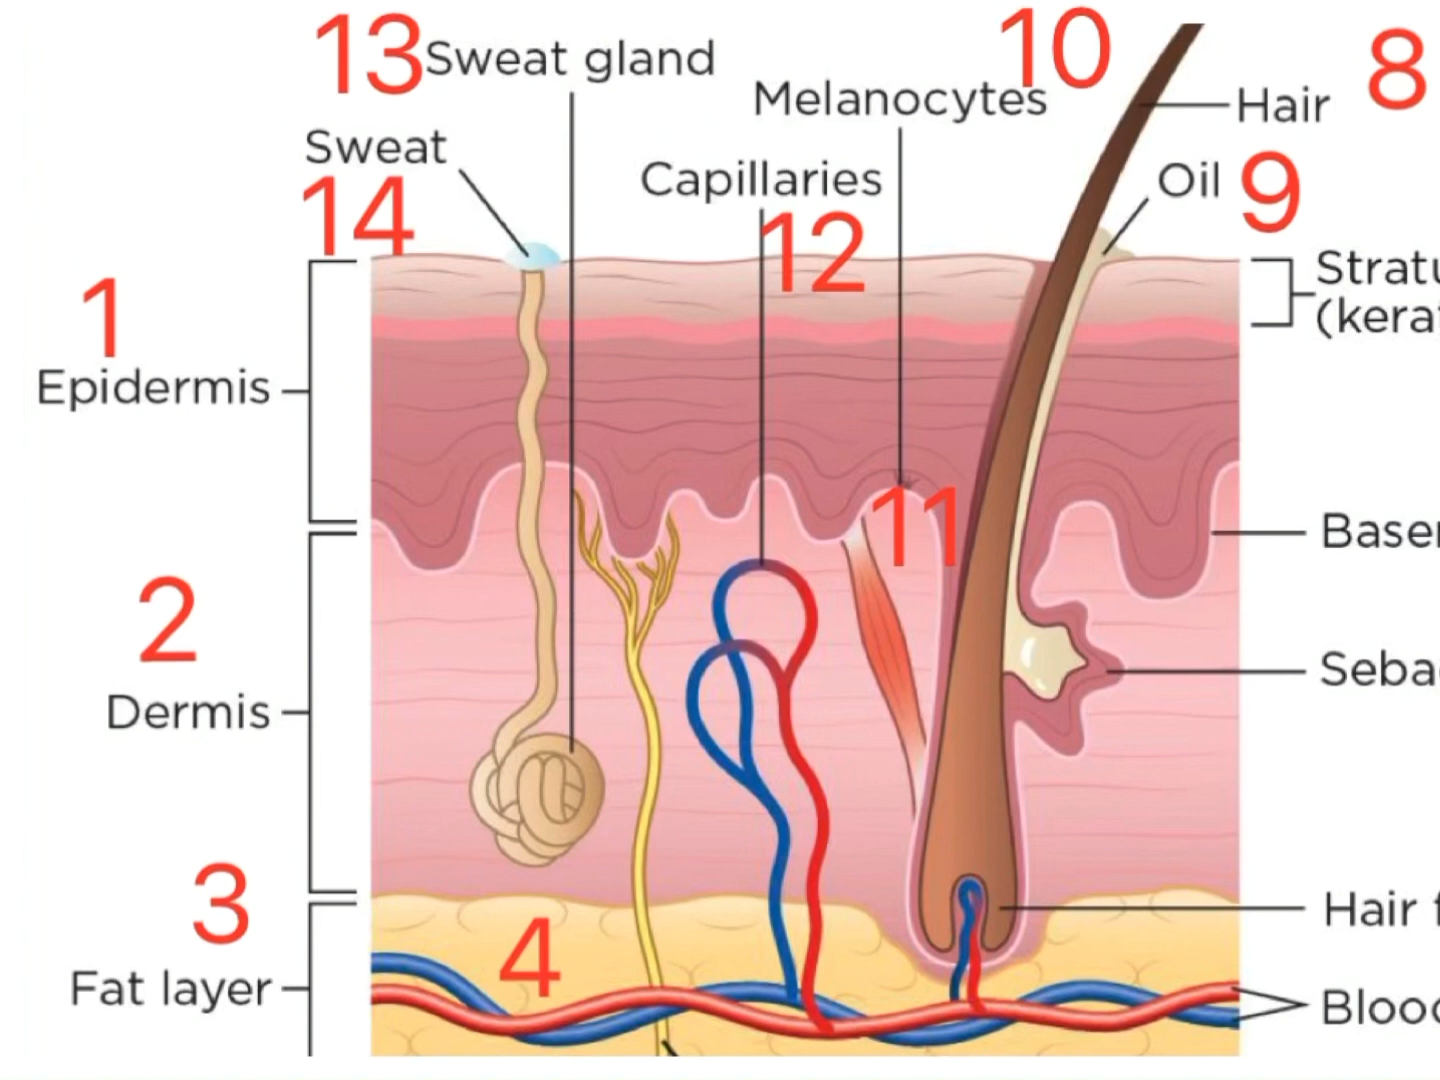 13 Sweat gland
10
8
Melanocytes
Hair
Sweat
Capillaries
Oil 9
14
12
1
Epidermis
11
2
Dermis
3
4
Fat layer
Hair